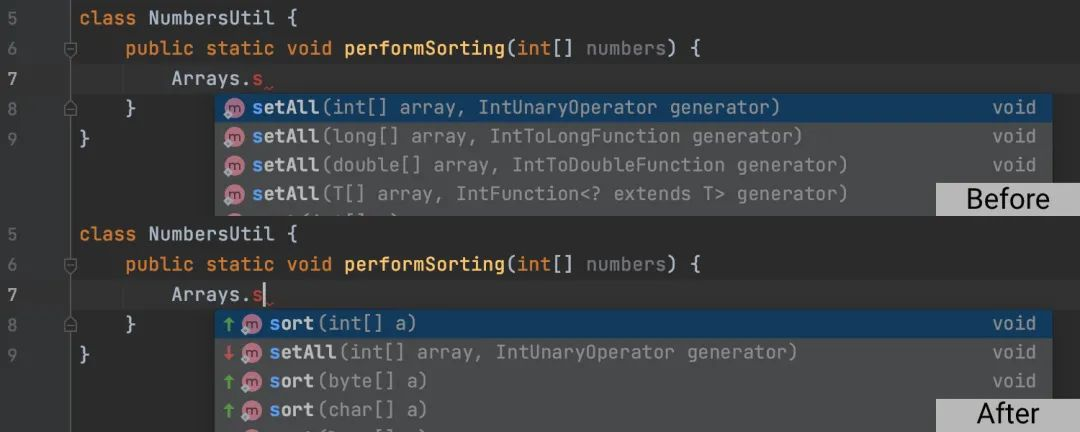 5 class NumbersUtil {
6 public static void performSorting(int[] numbers) {
7 Arrays.s
setAll(int[] array, IntUnaryOperator generator) void
8 }
setAll(long[] array, IntToLongFunction generator) void
9 }
setAll(double[] array, IntToDoubleFunction generator) void
setAll(T[] array, IntFunction<? extends T> generator)
Before
5 class NumbersUtil {
6 public static void performSorting(int[] numbers) {
7 Arrays.s
8 }
sort(int[] a) void
9 }
setAll(int[] array, IntUnaryOperator generator) void
sort(byte[] a) void
sort(char[] a)
After